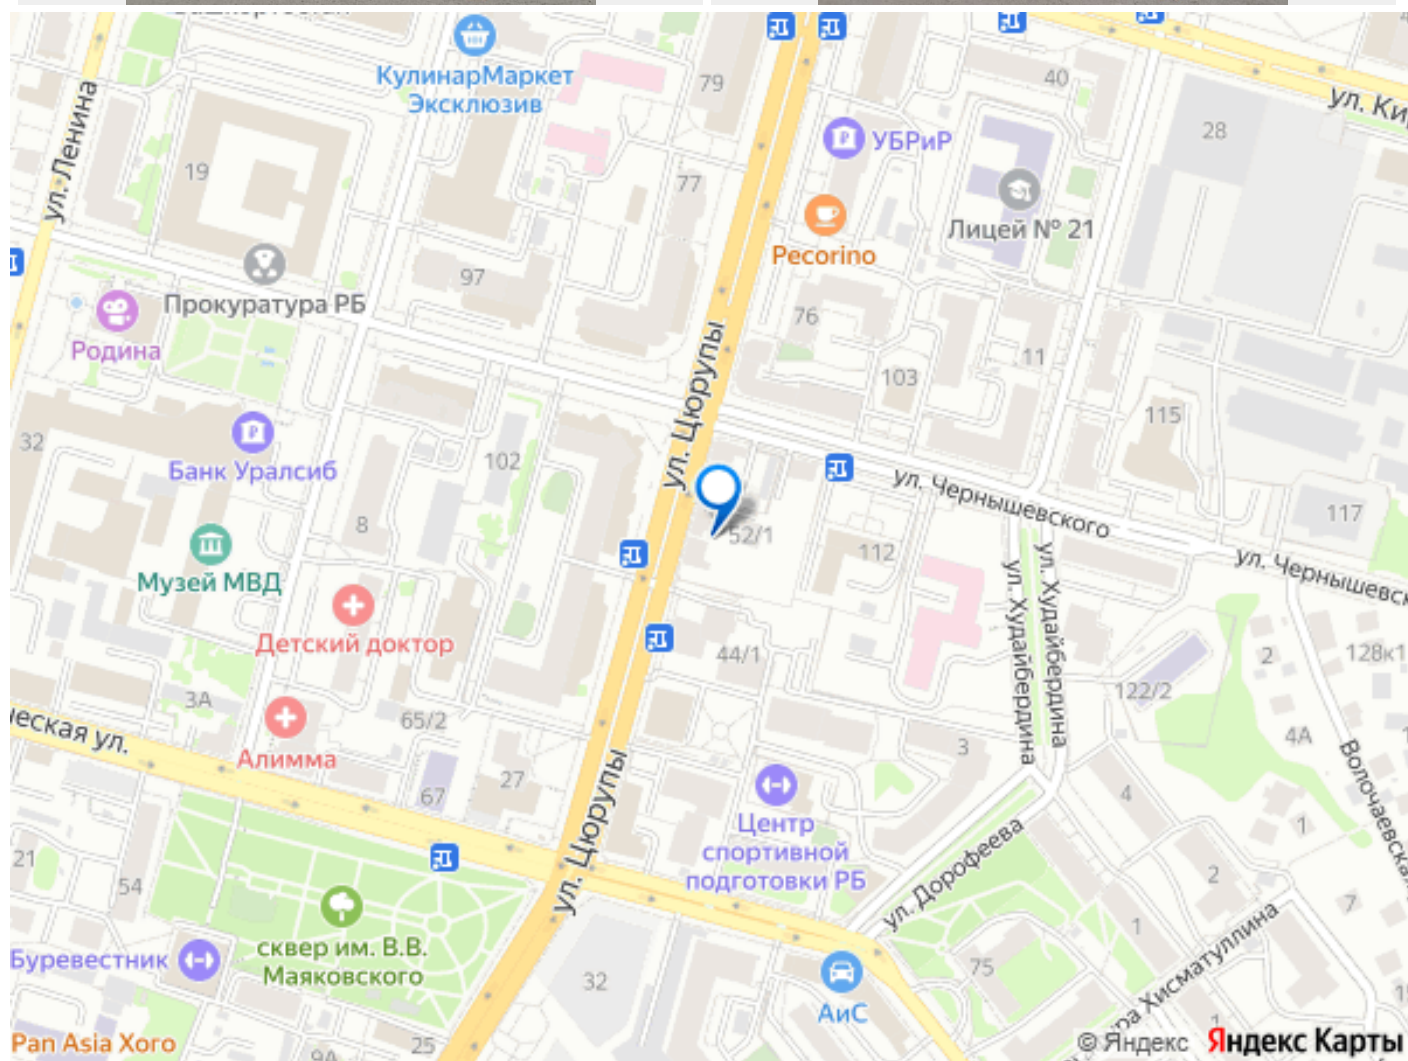 КулинарМаркет
Эксклюзив
79
40
ул. Ки
28
УБРиР
ул. Ленина
19
77
Лицей № 21
Pecorino
97
Прокуратура РБ
76
Родина
11
103
ул. Цюрупы
115
32
102
Банк Уралсиб
ул. Чернышевского
117
8
52/1
112
ул. Чернышевск
Музей МВД
ул. Худайбердина
ул. Худайбердина
Детский доктор
44/1
2
128к1
122/2
3А
65/2
ческая ул.
4А
Алимма
3
27
67
4
Волочаевская
ул. Цюрупы
Центр
спортивной
подготовки РБ
1
ул. Дорофеева
21
54
2
7
1
сквер им. В.В.
Маяковского
Буревестник
75
32
АиС
ра Хисматуллина
Pan Asia Xoro
9А
25
1
© Яндекс Яндекс Карты